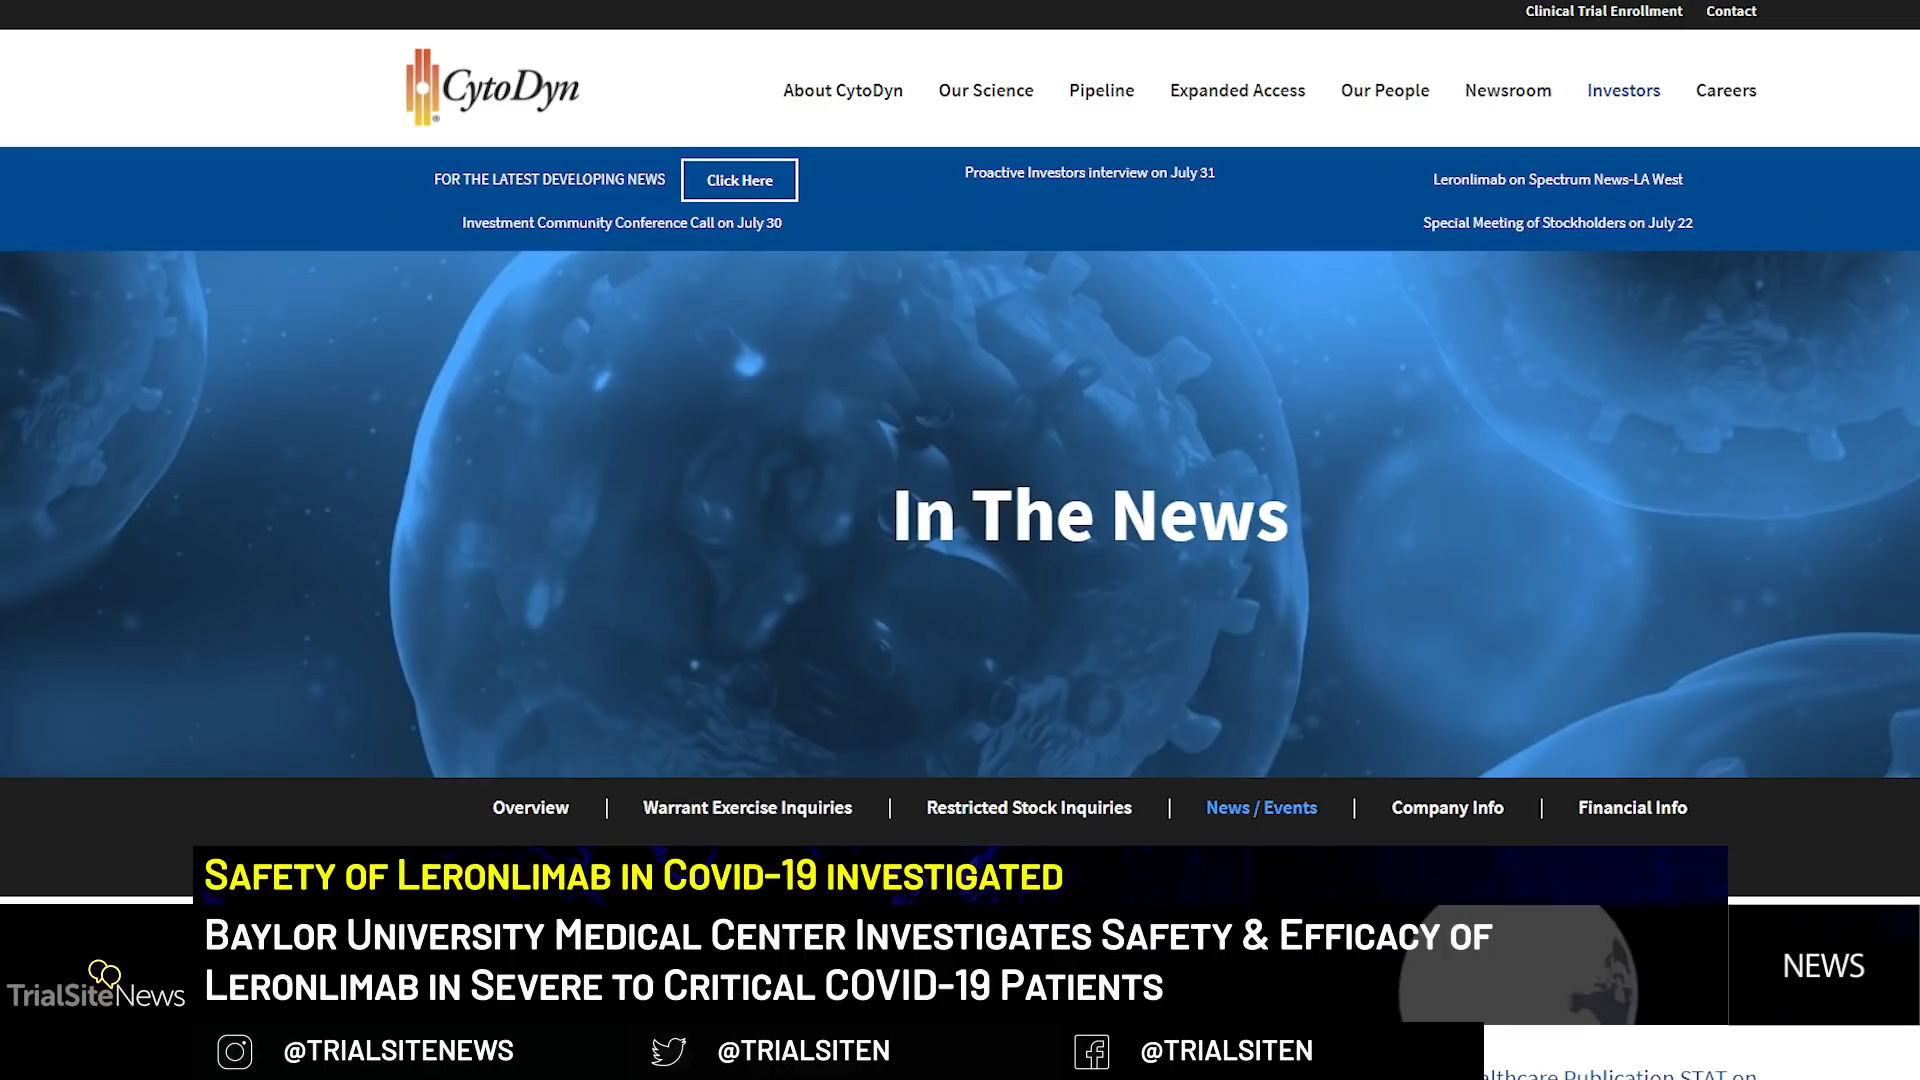 Clinical Trial Enrollment Contact
CytoDyn
About CytoDyn Our Science Pipeline Expanded Access Our People Newsroom Investors Careers
FOR THE LATEST DEVELOPING NEWS Click Here
Proactive Investors interview on July 31
Leronlimab on Spectrum News-LA West
Investment Community Conference Call on July 30
Special Meeting of Stockholders on July 22
In The News
Overview | Warrant Exercise Inquiries | Restricted Stock Inquiries | News / Events | Company Info | Financial Info
SAFETY OF LERONLIMAB IN COVID-19 INVESTIGATED
BAYLOR UNIVERSITY MEDICAL CENTER INVESTIGATES SAFETY & EFFICACY OF
LERONLIMAB IN SEVERE TO CRITICAL COVID-19 PATIENTS
TrialSiteNews
NEWS
@TRIALSITENEWS @TRIALSITEN @TRIALSITEN
Publication STAT on